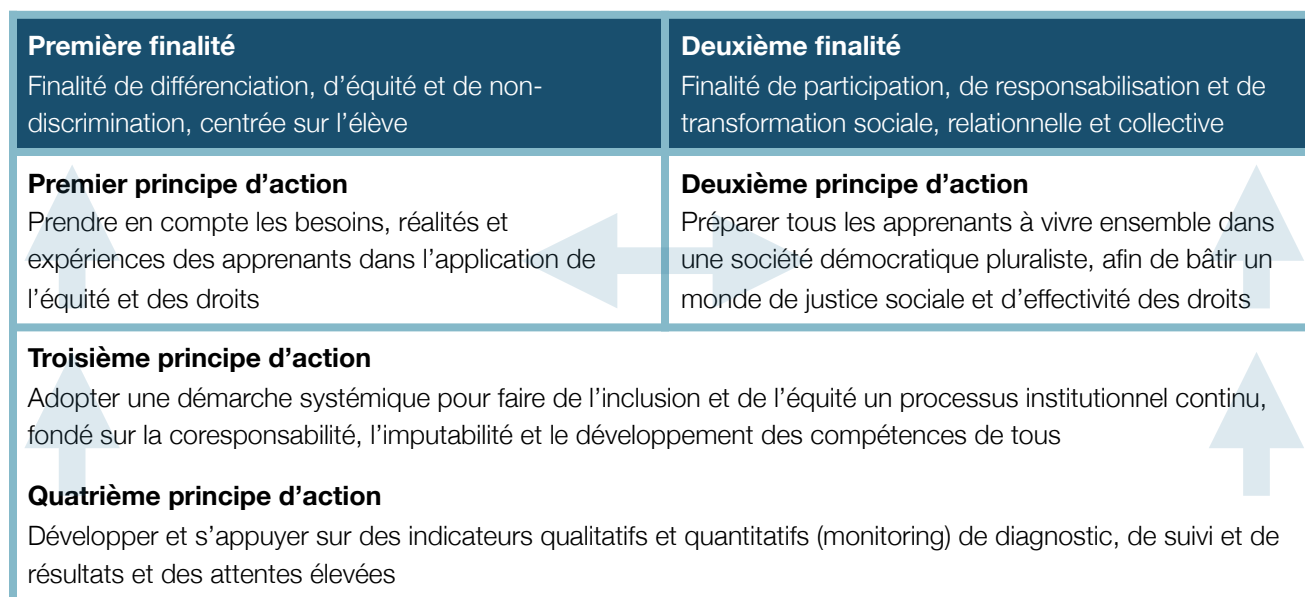 Première finalité
Finalité de différenciation, d’équité et de non-
discrimination, centrée sur l’élève
Deuxième finalité
Finalité de participation, de responsabilisation et de
transformation sociale, relationnelle et collective
Premier principe d’action
Prendre en compte les besoins, réalités et
expériences des apprenants dans l’application de
l’équité et des droits
Deuxième principe d’action
Préparer tous les apprenants à vivre ensemble dans
une société démocratique pluraliste, afin de bâtir un
monde de justice sociale et d’effectivité des droits
Troisième principe d’action
Adopter une démarche systémique pour faire de l’inclusion et de l’équité un processus institutionnel continu,
fondé sur la coresponsabilité, l’imputabilité et le développement des compétences de tous
Quatrième principe d’action
Développer et s’appuyer sur des indicateurs qualitatifs et quantitatifs (monitoring) de diagnostic, de suivi et de
résultats et des attentes élevées